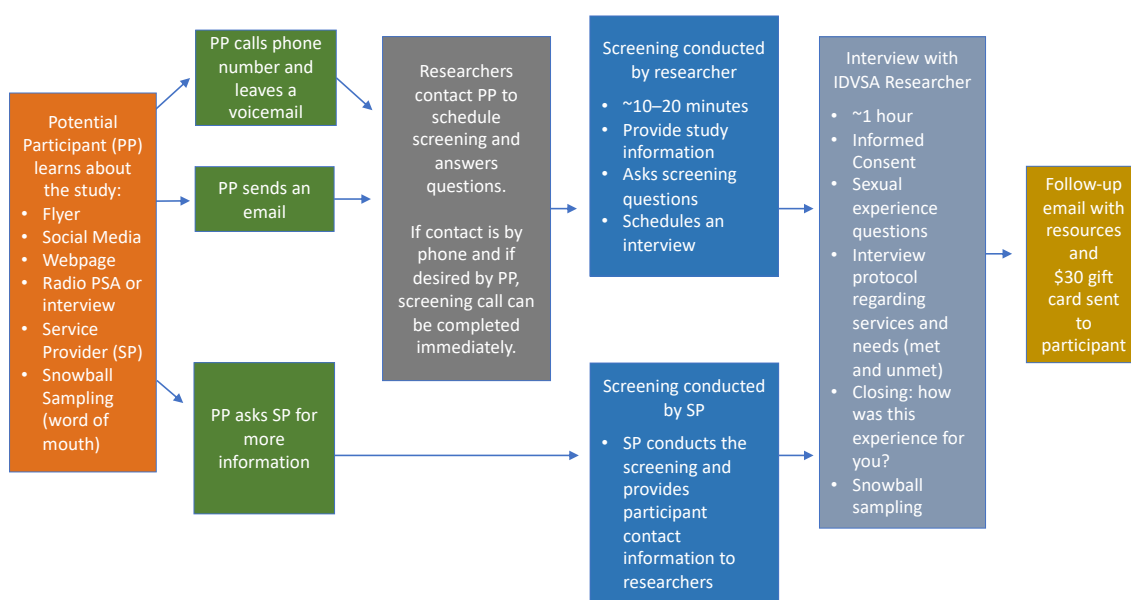 Potential
Participant (PP)
learns about
the study:
• Flyer
• Social Media
• Webpage
• Radio PSA or
interview
• Service
Provider (SP)
• Snowball
Sampling
(word of
mouth)
PP calls phone
number and
leaves a
voicemail
PP sends an
email
PP asks SP for
more
information
Researchers
contact PP to
schedule
screening and
answers
questions.
If contact is by
phone and if
desired by PP,
screening call can
be completed
immediately.
Screening conducted
by researcher
• ~10–20 minutes
• Provide study
information
• Asks screening
questions
• Schedules an
interview
Screening conducted
by SP
• SP conducts the
screening and
provides
participant
contact
information to
researchers
Interview with
IDVSA Researcher
• ~1 hour
• Informed
Consent
• Sexual
experience
questions
• Interview
protocol
regarding
services and
needs (met
and unmet)
• Closing: how
was this
experience for
you?
• Snowball
sampling
Follow-up
email with
resources
and
$30 gift
card sent
to
participant